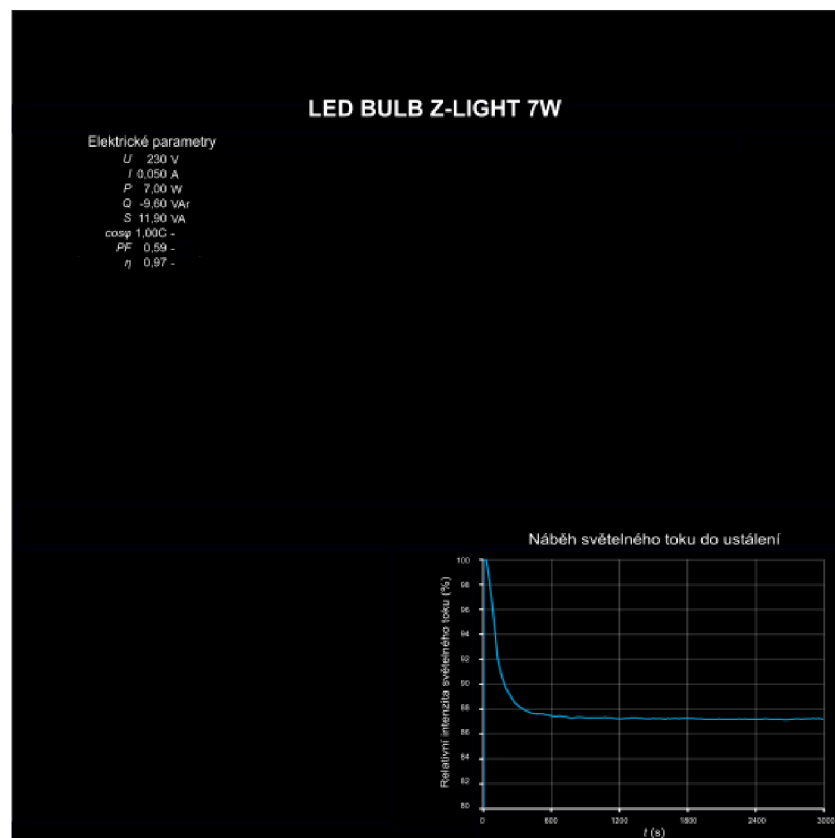 LED BULB Z-LIGHT 7W
Elektrické parametry
U 230 V
I 0,050 A
P 7,00 W
Q -9,60 VAr
S 11,90 VA
cosφ 1,00C -
PF 0,59 -
η 0,97 -
Náběh světelného toku do ustálení
Relativní intenzita světelného toku (%)
100
98
96
94
92
90
88
86
84
82
80
0 600 1200 1800 2400 3000
t (s)